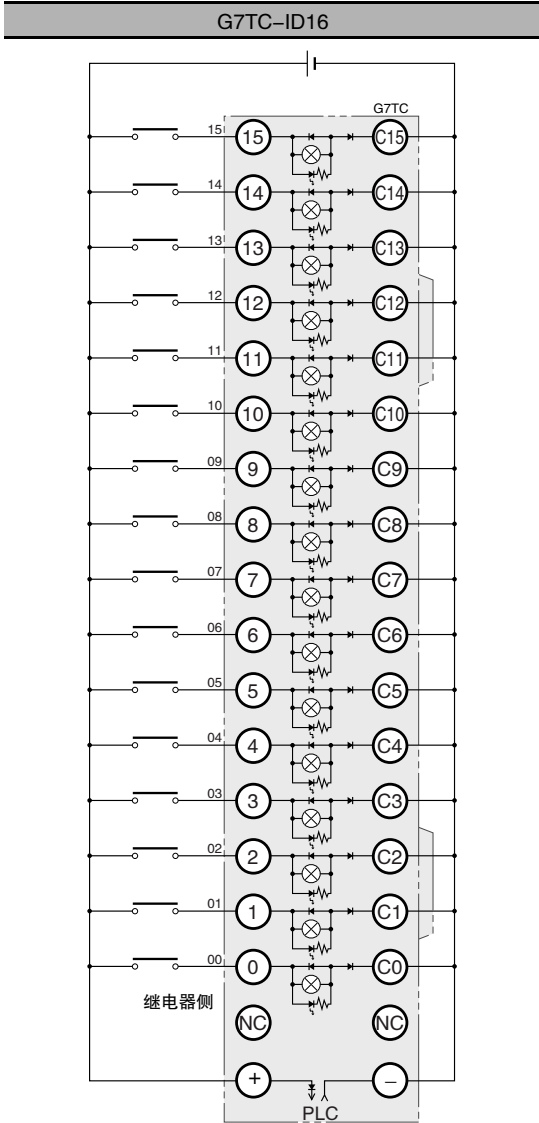 G7TC–ID16
G7TC
15 15 C15
14 14 C14
13 13 C13
12 12 C12
11 11 C11
10 10 C10
09 9 C9
08 8 C8
07 7 C7
06 6 C6
05 5 C5
04 4 C4
03 3 C3
02 2 C2
01 1 C1
00 0 C0
继电器侧
NC NC
+ –
PLC